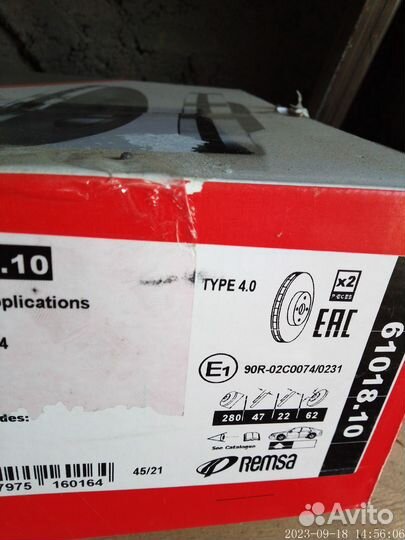 .10
pplications
4
des:
7975 160164
45/21
TYPE 4.0
x2
PIECES
EAC
E1
90R-02C0074/0231
280 47 22 62
See Catalogue
Remsa
61018.10
Avito
2023-09-18 14:56:06